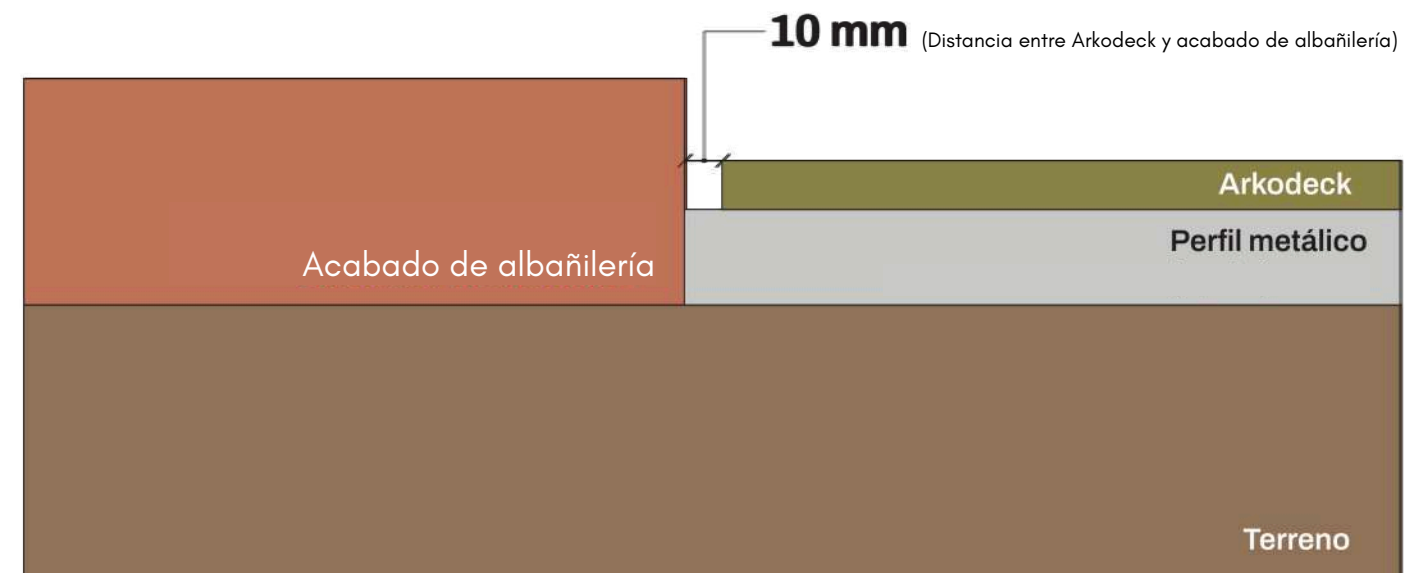 10 mm (Distancia entre Arkodeck y acabado de albañilería)
Arkodeck
Perfil metálico
Acabado de albañilería
Terreno